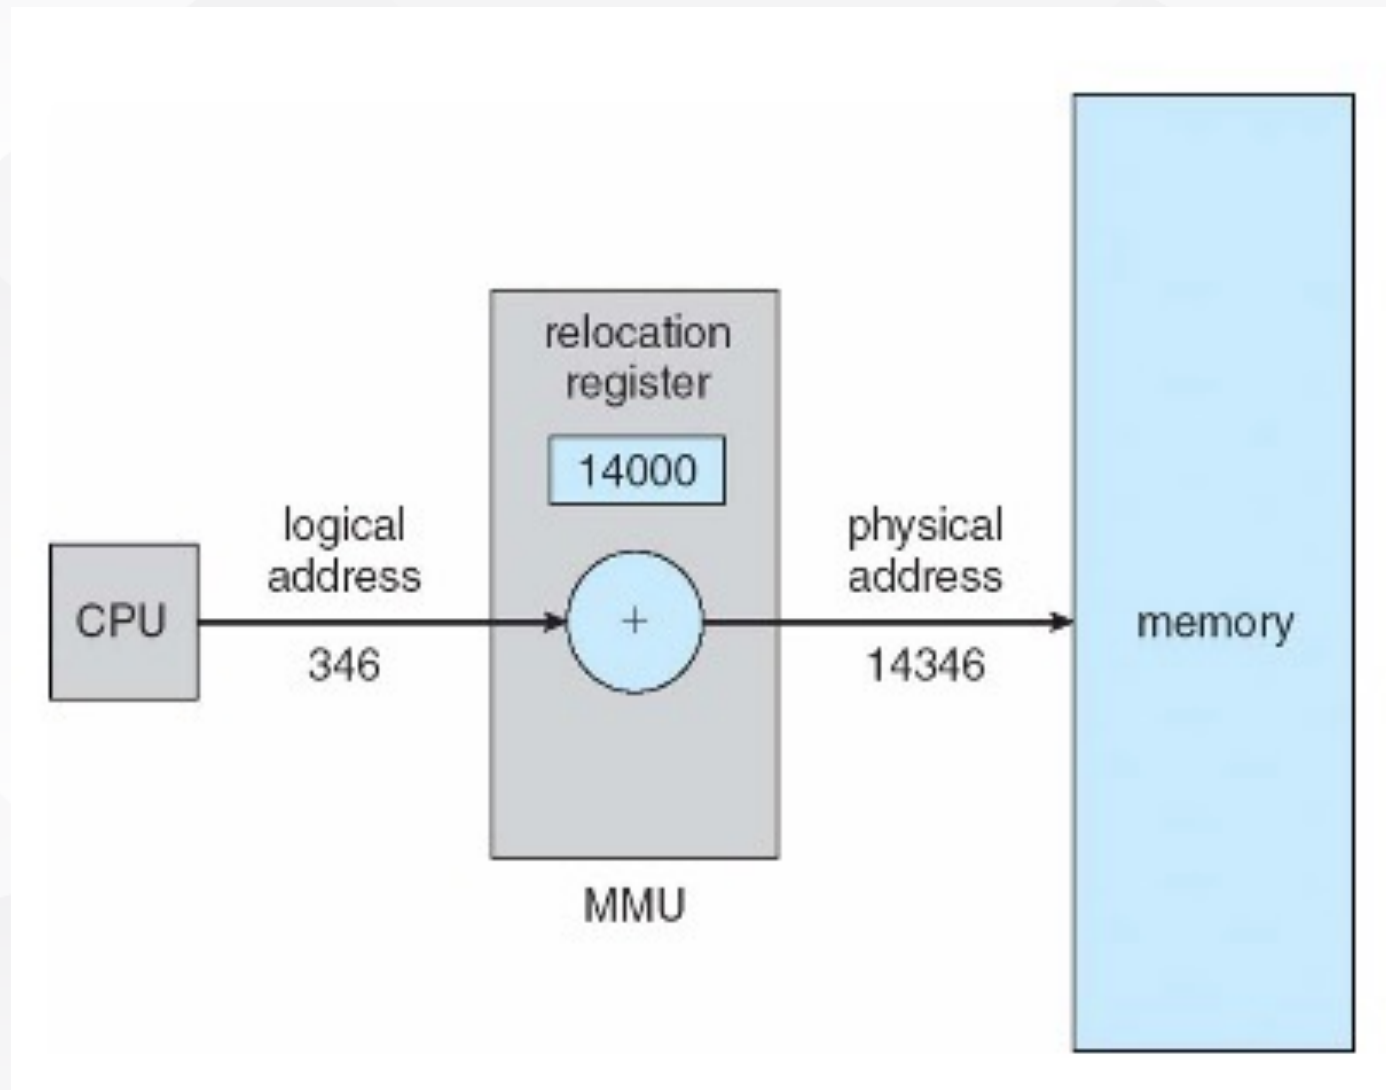 relocation
register
14000
logical
address
physical
address
CPU
+
memory
346
14346
MMU